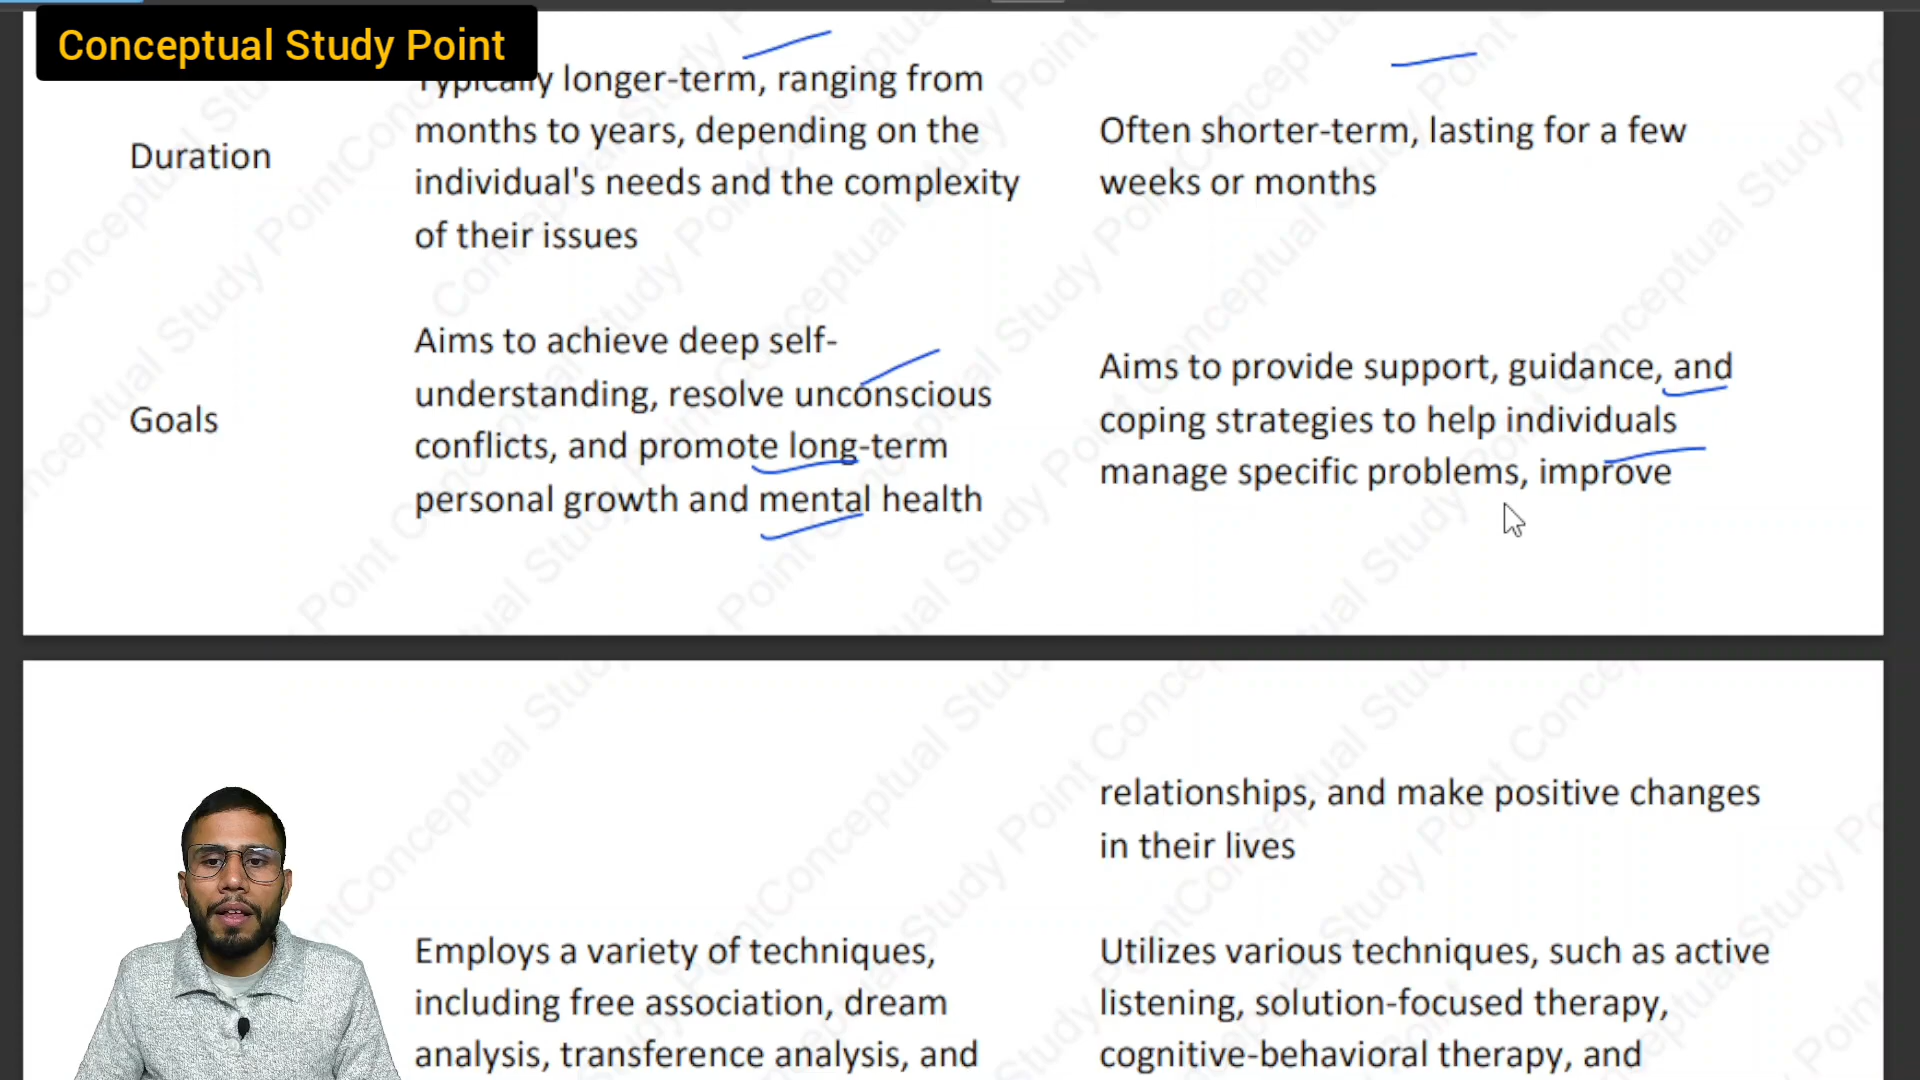 Conceptual Study Point
Typically longer-term, ranging from
months to years, depending on the
individual's needs and the complexity
of their issues
Duration
Often shorter-term, lasting for a few
weeks or months
Goals
Aims to achieve deep self-
understanding, resolve unconscious
conflicts, and promote long-term
personal growth and mental health
Aims to provide support, guidance, and
coping strategies to help individuals
manage specific problems, improve
relationships, and make positive changes
in their lives
Employs a variety of techniques,
including free association, dream
analysis, transference analysis, and
Utilizes various techniques, such as active
listening, solution-focused therapy,
cognitive-behavioral therapy, and